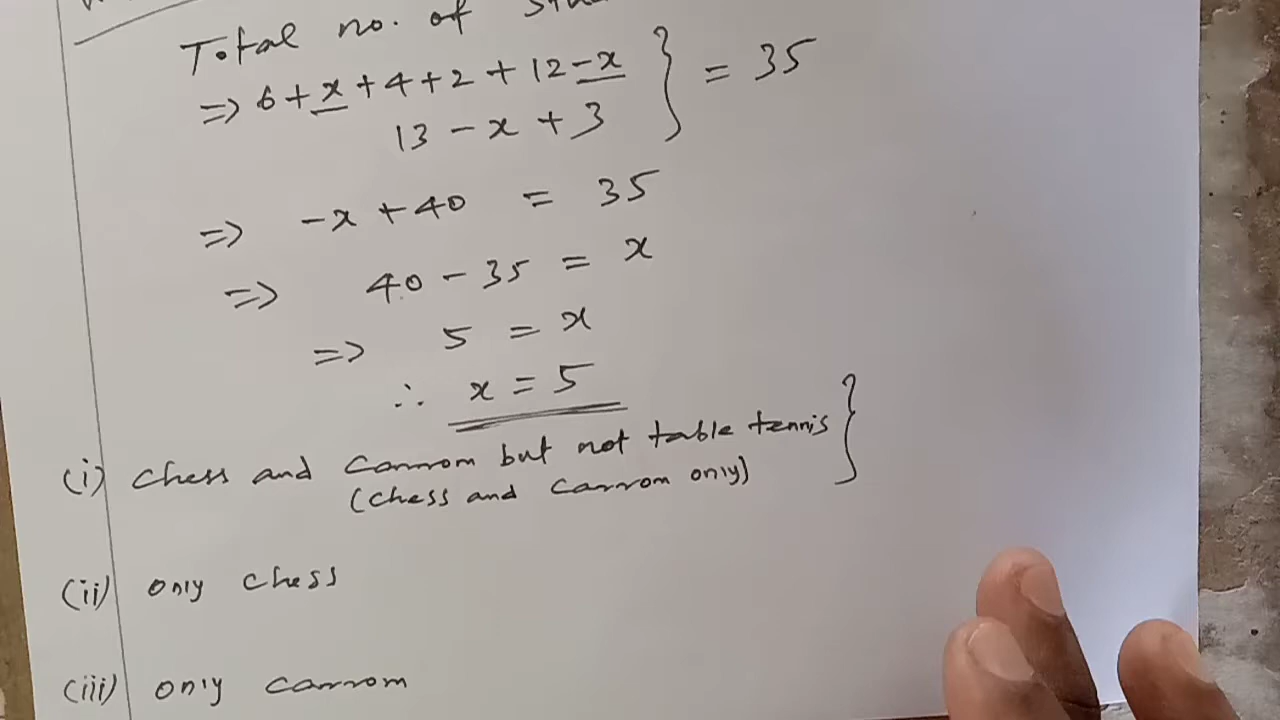 Total no. of
=> 6 + x + 4 + 2 + 12 - x } = 35
13 - x + 3
=> -x + 40 = 35
=> 40 - 35 = x
=> 5 = x
∴ x = 5
(i) chess and carrom but not table tennis }
(chess and carrom only)
(ii) only chess
(iii) only carrom